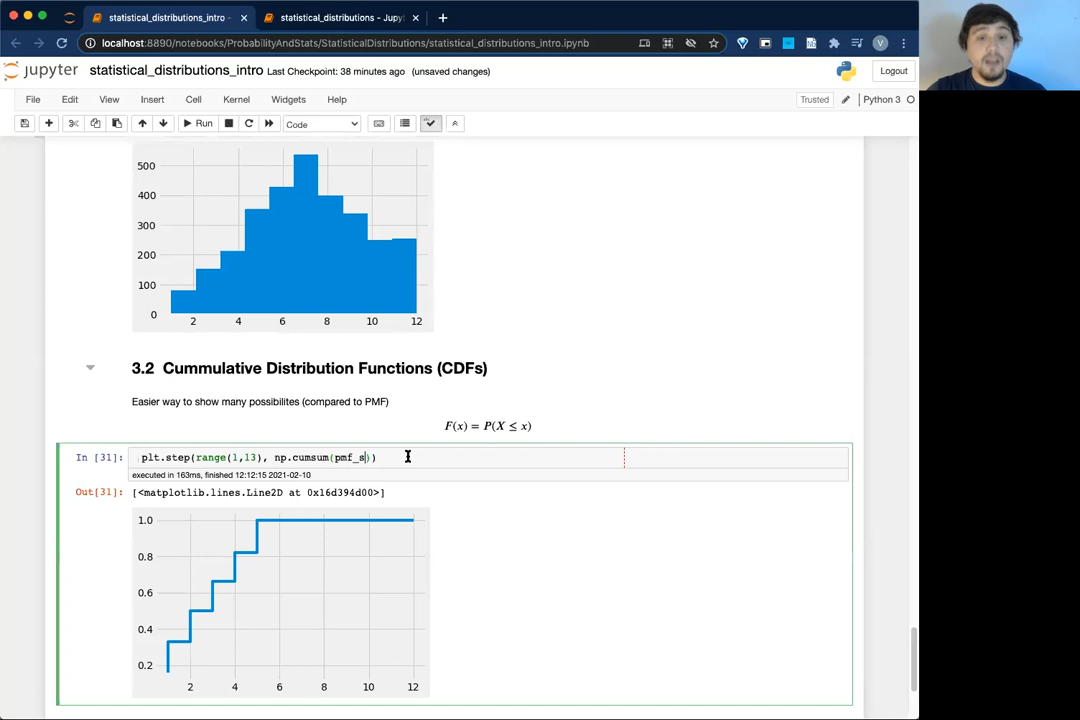 statistical_distributions_intro -
statistical_distributions - Jupyt
localhost:8890/notebooks/ProbabilityAndStats/StatisticalDistributions/statistical_distributions_intro.ipynb
V
jupyter statistical_distributions_intro Last Checkpoint: 38 minutes ago (unsaved changes)
Logout
File Edit View Insert Cell Kernel Widgets Help
Trusted Python 3
Run Code
500
400
300
200
100
0
2 4 6 8 10 12
3.2 Cummulative Distribution Functions (CDFs)
Easier way to show many possibilites (compared to PMF)
F(x) = P(X ≤ x)
In [31]: plt.step(range(1,13), np.cumsum(pmf_s))
executed in 163ms, finished 12:12:15 2021-02-10
Out[31]: [<matplotlib.lines.Line2D at 0x16d394d00>]
1.0
0.8
0.6
0.4
0.2
2 4 6 8 10 12